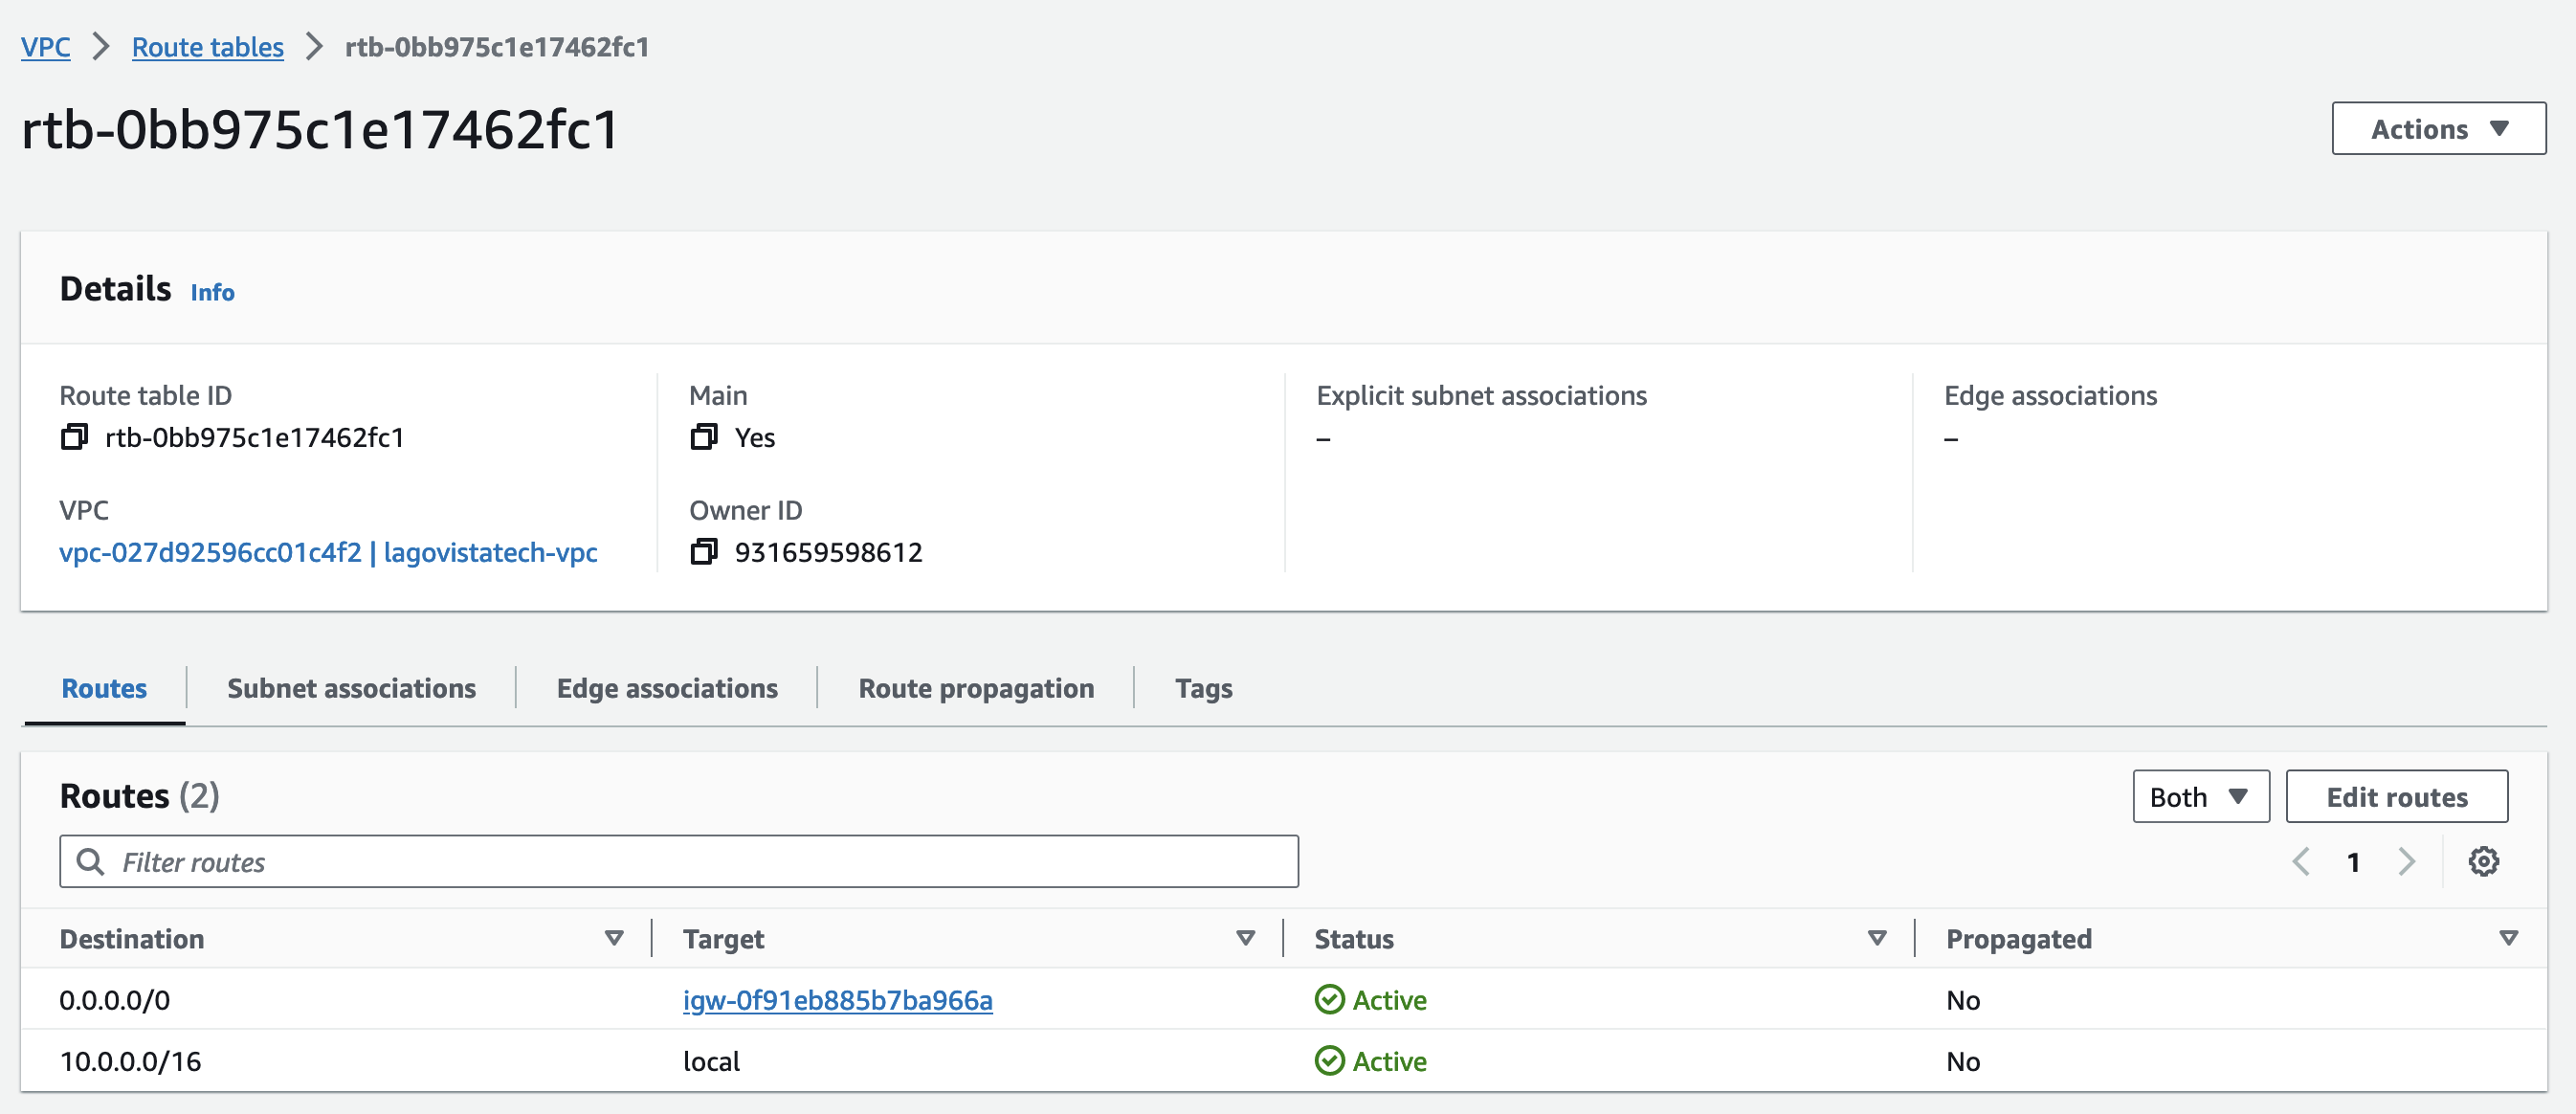 VPC > Route tables > rtb-0bb975c1e17462fc1
rtb-0bb975c1e17462fc1
Actions
Details Info
Route table ID
rtb-0bb975c1e17462fc1
Main
Yes
Explicit subnet associations
–
Edge associations
–
VPC
vpc-027d92596cc01c4f2 | lagovistatech-vpc
Owner ID
931659598612
Routes Subnet associations Edge associations Route propagation Tags
Routes (2)
Both Edit routes
Filter routes
1
Destination Target Status Propagated
0.0.0.0/0 igw-0f91eb885b7ba966a Active No
10.0.0.0/16 local Active No